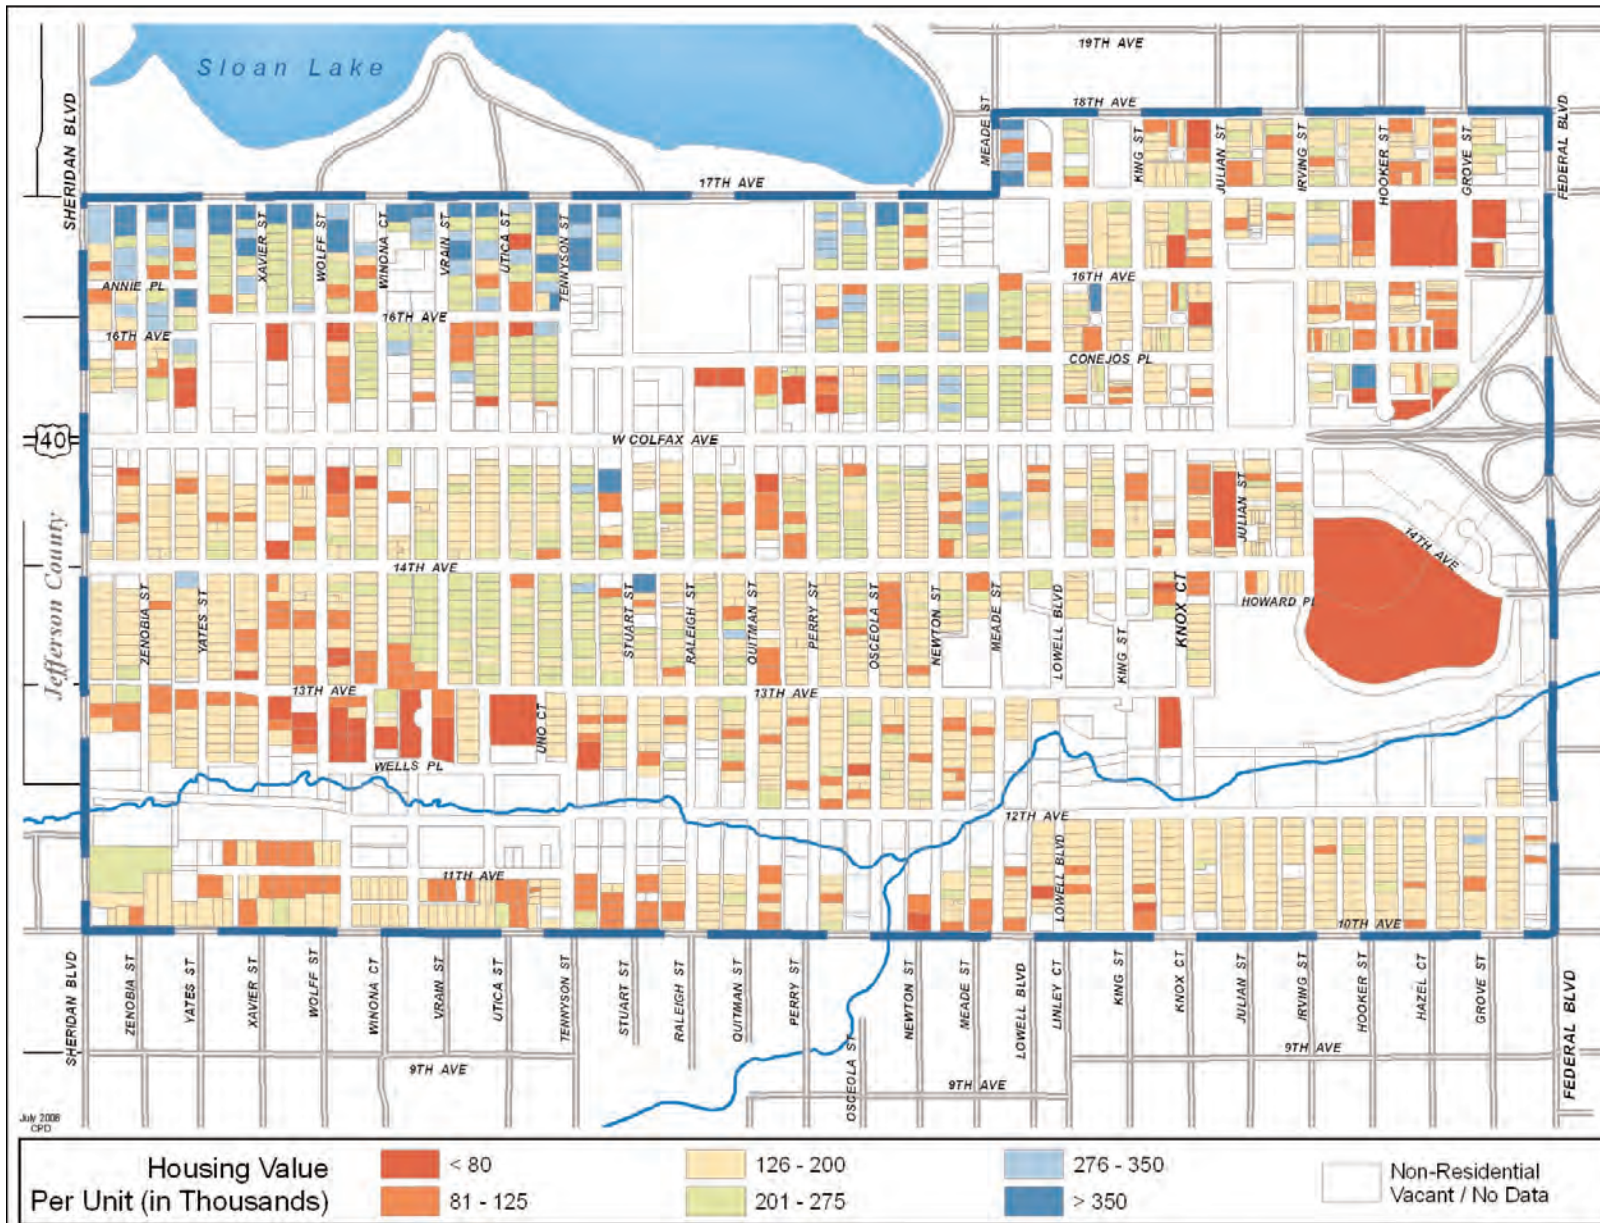 19TH AVE
Sloan Lake
18TH AVE
SHERIDAN BLVD
MEADE ST
KING ST
JULIAN ST
IRVING ST
HOOKER ST
GROVE ST
FEDERAL BLVD
17TH AVE
XAVIER ST
WOLFF ST
WINONA CT
VRAIN ST
UTICA ST
TENNYSON ST
ANNIE PL
16TH AVE
16TH AVE
16TH AVE
CONEJOS PL
40
W COLFAX AVE
JULIAN ST
14TH AVE
Jefferson County
14TH AVE
ZENOBIA ST
YATES ST
STUART ST
RALEIGH ST
QUITMAN ST
PERRY ST
OSCEOLA ST
NEWTON ST
MEADE ST
LOWELL BLVD
KING ST
KNOX CT
HOWARD PL
13TH AVE
13TH AVE
UNO CT
WELLS PL
12TH AVE
11TH AVE
LOWELL BLVD
10TH AVE
SHERIDAN BLVD
ZENOBIA ST
YATES ST
XAVIER ST
WOLFF ST
WINONA CT
VRAIN ST
UTICA ST
TENNYSON ST
STUART ST
RALEIGH ST
QUITMAN ST
PERRY ST
OSCEOLA ST
NEWTON ST
MEADE ST
LOWELL BLVD
LINLEY CT
KING ST
KNOX CT
JULIAN ST
IRVING ST
HOOKER ST
HAZEL CT
GROVE ST
FEDERAL BLVD
9TH AVE
9TH AVE
9TH AVE
July 2006
CPD
Housing Value
Per Unit (in Thousands)
< 80
81 - 125
126 - 200
201 - 275
276 - 350
> 350
Non-Residential
Vacant / No Data